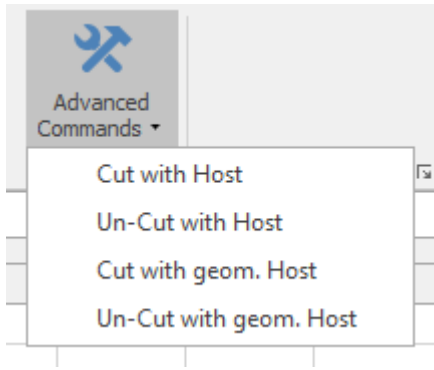 Advanced
Commands
Cut with Host
Un-Cut with Host
Cut with geom. Host
Un-Cut with geom. Host